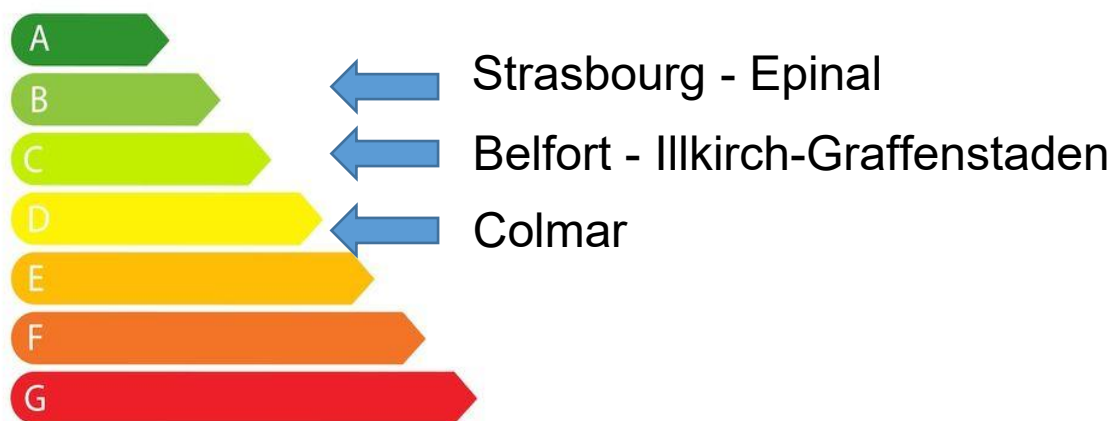 A
B
Strasbourg - Epinal
C
Belfort - Illkirch-Graffenstaden
D
Colmar
E
F
G